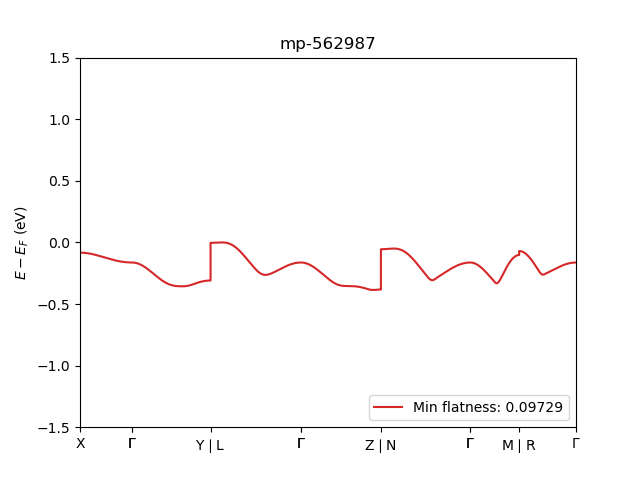 mp-562987
1.5
1.0
0.5
0.0
−0.5
−1.0
−1.5
E − E_F (eV)
Min flatness: 0.09729
X Γ Y | L Γ Z | N Γ M | R Γ